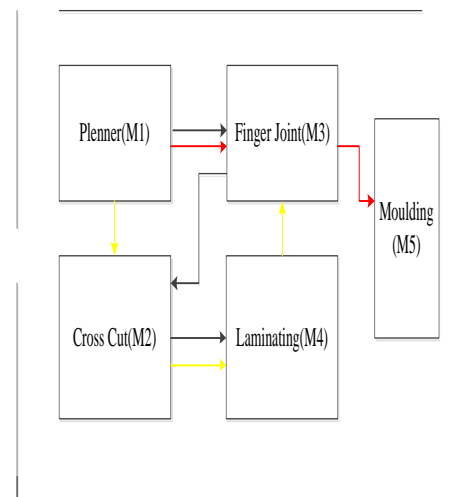 Plenner(M1)
Finger Joint(M3)
Moulding
(M5)
Cross Cut(M2)
Laminating(M4)